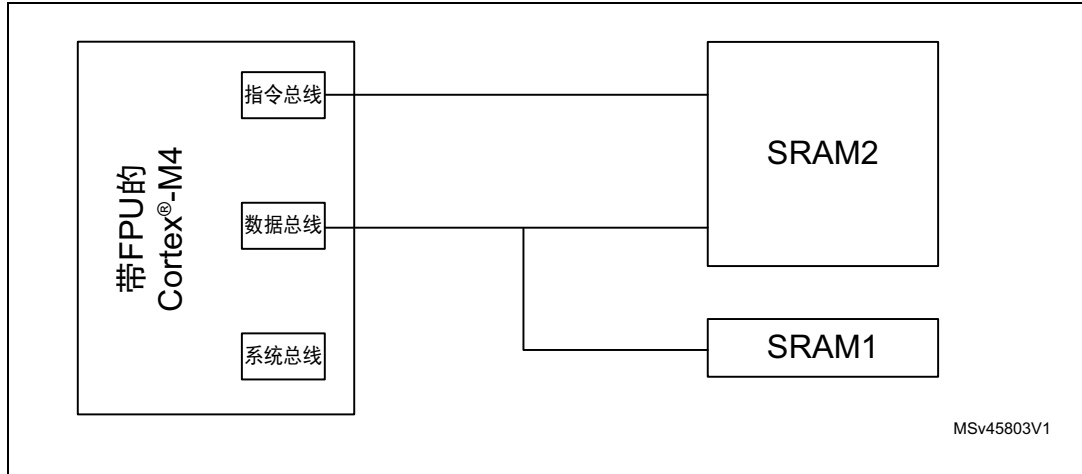 带FPU的
Cortex®-M4
指令总线
数据总线
系统总线
SRAM2
SRAM1
MSv45803V1